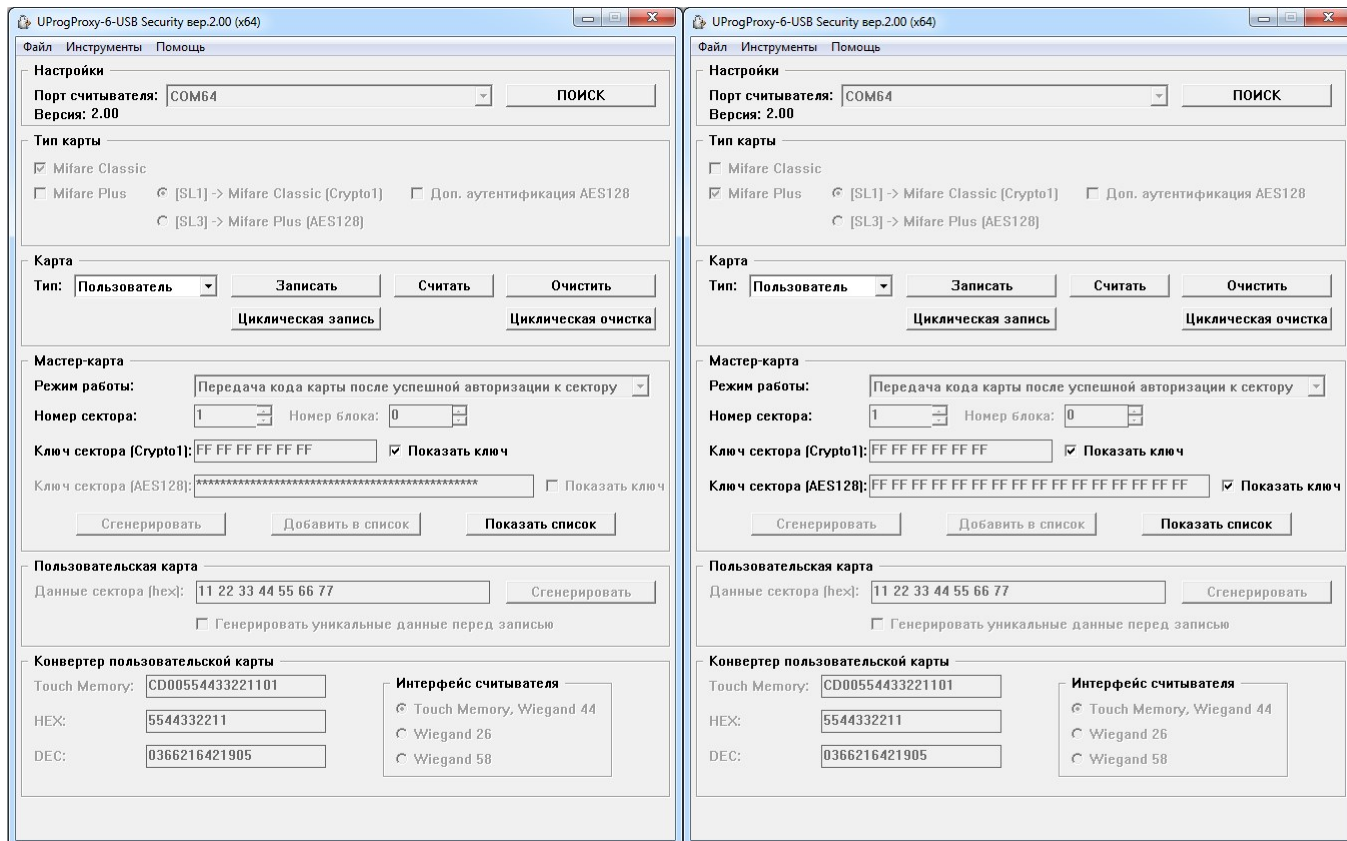 UProgProxy-6-USB Security вер.2.00 (x64)
Файл Инструменты Помощь
Настройки
Порт считывателя: COM64 ПОИСК
Версия: 2.00
Тип карты
Mifare Classic
Mifare Plus [SL1] -> Mifare Classic (Crypto1) Доп. аутентификация AES128
[SL3] -> Mifare Plus (AES128)
Карта
Тип: Пользователь Записать Считать Очистить
Циклическая запись Циклическая очистка
Мастер-карта
Режим работы: Передача кода карты после успешной авторизации к сектору
Номер сектора: 1 Номер блока: 0
Ключ сектора (Crypto1): FF FF FF FF FF FF Показать ключ
Ключ сектора (AES128): *********************************************** Показать ключ
Сгенерировать Добавить в список Показать список
Пользовательская карта
Данные сектора (hex): 11 22 33 44 55 66 77 Сгенерировать
Генерировать уникальные данные перед записью
Конвертер пользовательской карты
Touch Memory: CD00554433221101 Интерфейс считывателя
Touch Memory, Wiegand 44
HEX: 5544332211
Wiegand 26
DEC: 0366216421905
Wiegand 58
UProgProxy-6-USB Security вер.2.00 (x64)
Файл Инструменты Помощь
Настройки
Порт считывателя: COM64 ПОИСК
Версия: 2.00
Тип карты
Mifare Classic
Mifare Plus [SL1] -> Mifare Classic (Crypto1) Доп. аутентификация AES128
[SL3] -> Mifare Plus (AES128)
Карта
Тип: Пользователь Записать Считать Очистить
Циклическая запись Циклическая очистка
Мастер-карта
Режим работы: Передача кода карты после успешной авторизации к сектору
Номер сектора: 1 Номер блока: 0
Ключ сектора (Crypto1): FF FF FF FF FF FF Показать ключ
Ключ сектора (AES128): FF FF FF FF FF FF FF FF FF FF FF FF FF FF FF FF Показать ключ
Сгенерировать Добавить в список Показать список
Пользовательская карта
Данные сектора (hex): 11 22 33 44 55 66 77 Сгенерировать
Генерировать уникальные данные перед записью
Конвертер пользовательской карты
Touch Memory: CD00554433221101 Интерфейс считывателя
Touch Memory, Wiegand 44
HEX: 5544332211
Wiegand 26
DEC: 0366216421905
Wiegand 58